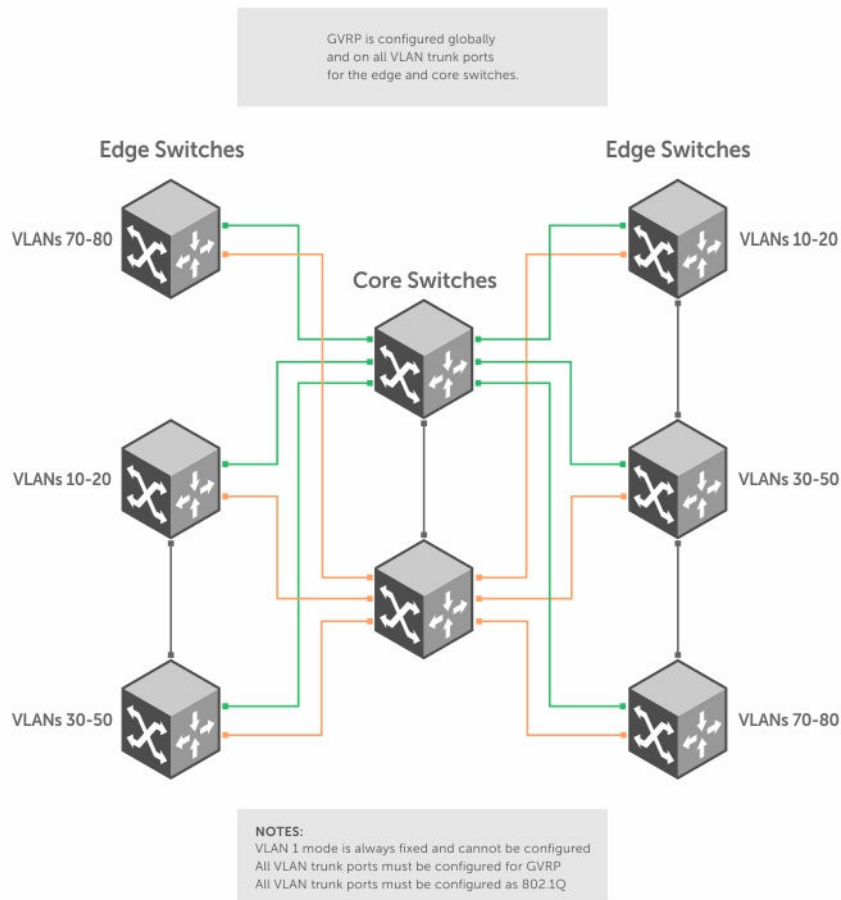 GVRP is configured globally
and on all VLAN trunk ports
for the edge and core switches.
Edge Switches
Edge Switches
VLANs 70-80
VLANs 10-20
Core Switches
VLANs 10-20
VLANs 30-50
VLANs 30-50
VLANs 70-80
NOTES:
VLAN 1 mode is always fixed and cannot be configured
All VLAN trunk ports must be configured for GVRP
All VLAN trunk ports must be configured as 802.1Q